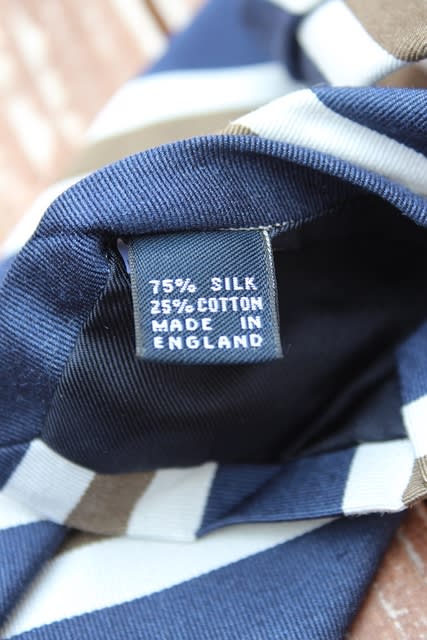 75% SILK
25% COTTON
MADE IN
ENGLAND